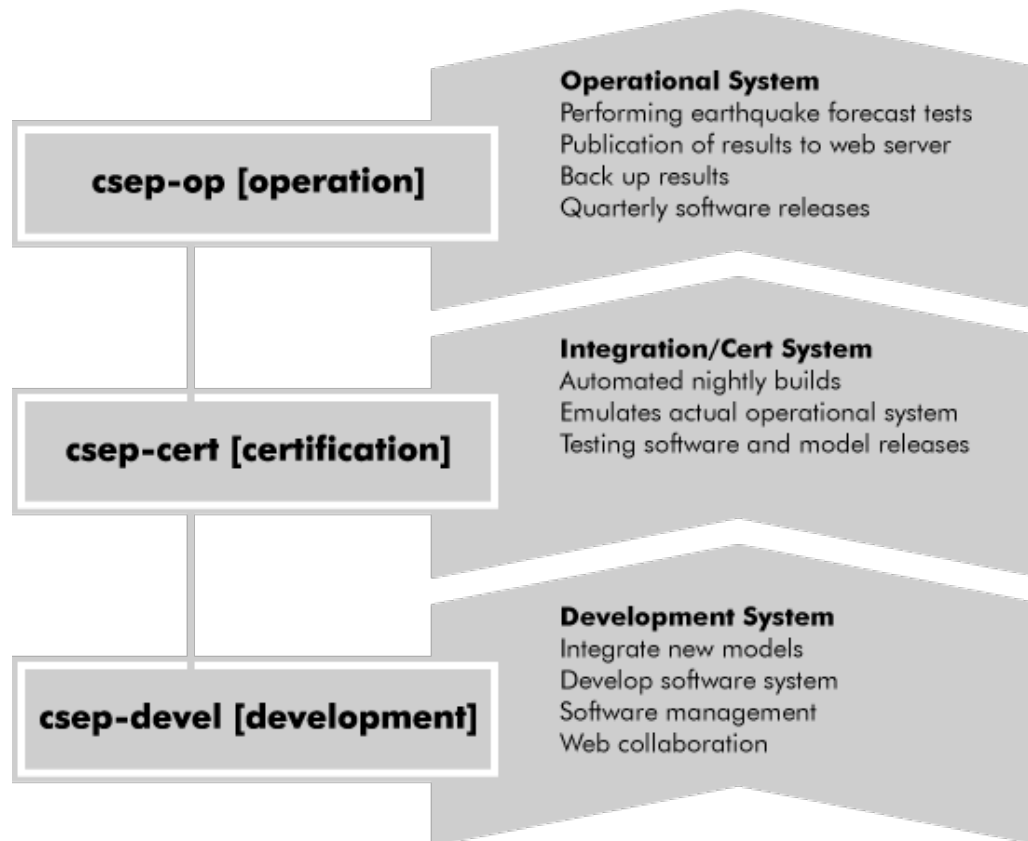 csep-op [operation]
Operational System
Performing earthquake forecast tests
Publication of results to web server
Back up results
Quarterly software releases
csep-cert [certification]
Integration/Cert System
Automated nightly builds
Emulates actual operational system
Testing software and model releases
csep-devel [development]
Development System
Integrate new models
Develop software system
Software management
Web collaboration